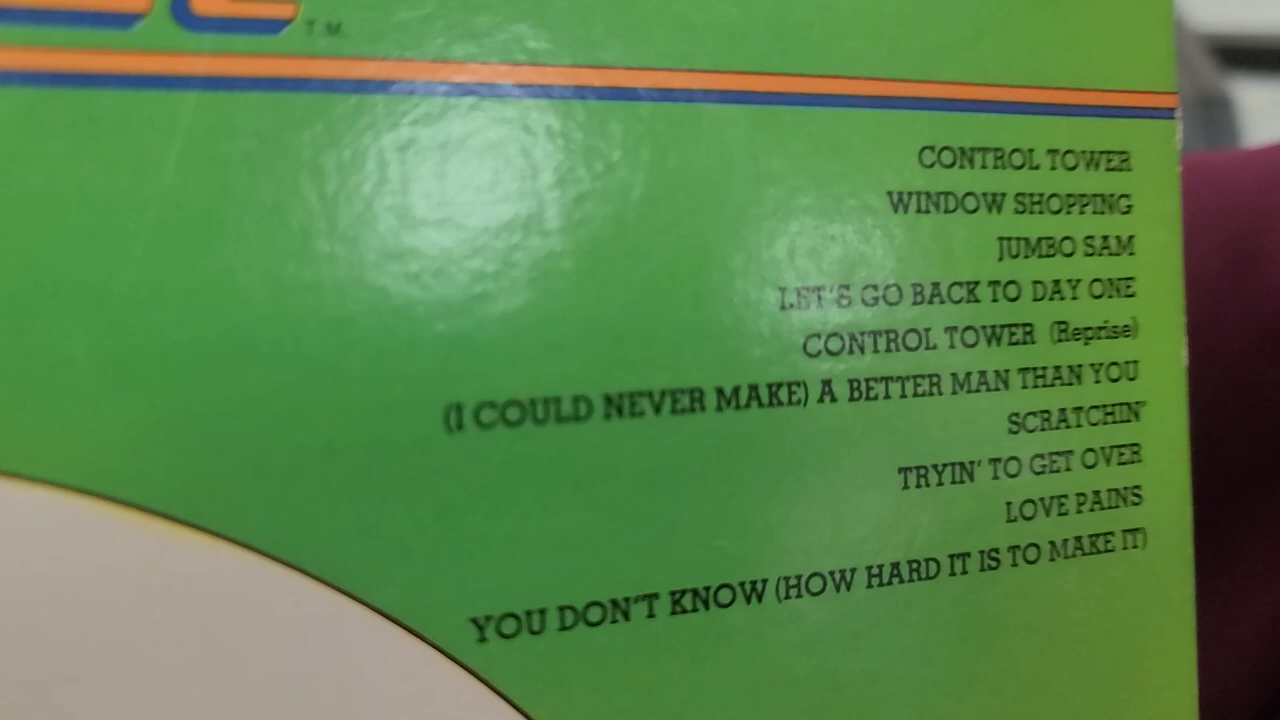 T.M.
CONTROL TOWER
WINDOW SHOPPING
JUMBO SAM
LET'S GO BACK TO DAY ONE
CONTROL TOWER (Reprise)
(I COULD NEVER MAKE) A BETTER MAN THAN YOU
SCRATCHIN'
TRYIN' TO GET OVER
LOVE PAINS
YOU DON'T KNOW (HOW HARD IT IS TO MAKE IT)